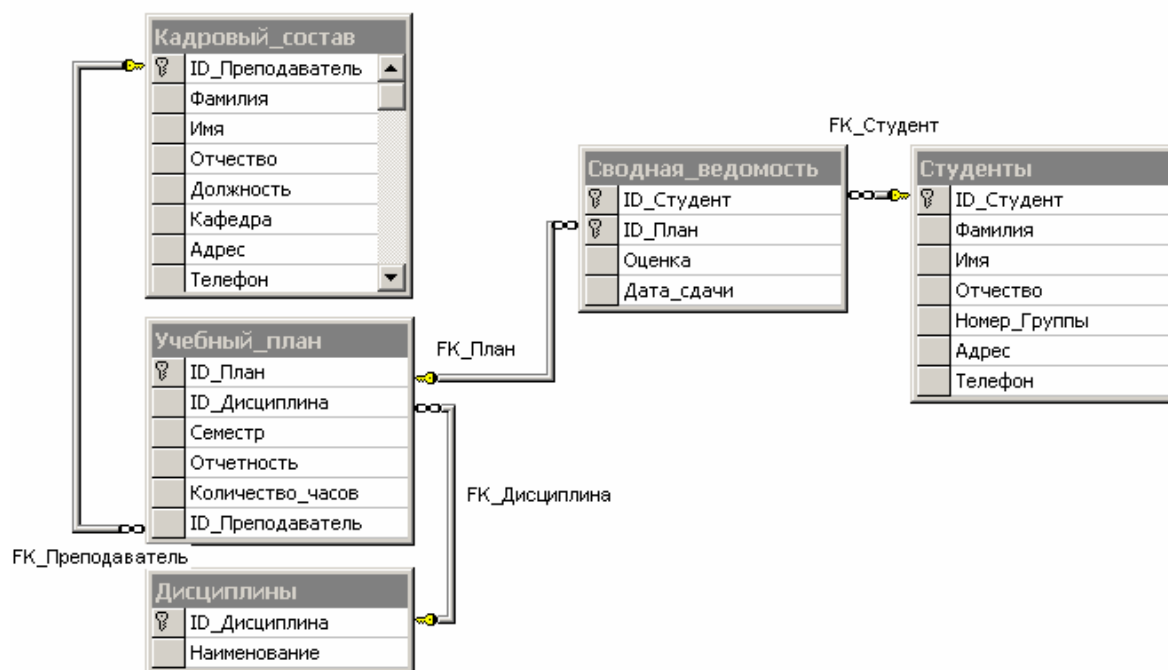 Кадровый_состав
ID_Преподаватель
Фамилия
Имя
Отчество
Должность
Кафедра
Адрес
Телефон
FK_Студент
Сводная_ведомость
ID_Студент
ID_План
Оценка
Дата_сдачи
Студенты
ID_Студент
Фамилия
Имя
Отчество
Номер_Группы
Адрес
Телефон
Учебный_план
ID_План
ID_Дисциплина
Семестр
Отчетность
Количество_часов
ID_Преподаватель
FK_План
FK_Дисциплина
FK_Преподаватель
Дисциплины
ID_Дисциплина
Наименование